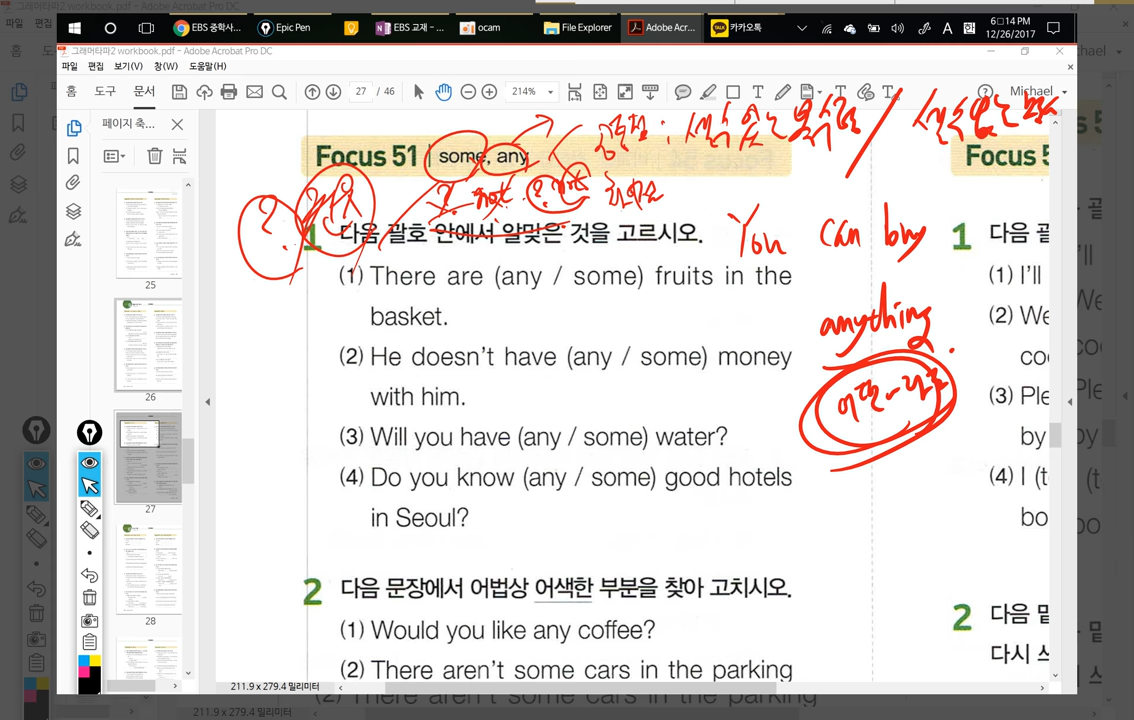 EBS 중학사...
Epic Pen
EBS 교재 – ...
ocam
File Explorer
Adobe Acr...
카카오톡
A 한
6:14 PM
12/26/2017
그래머타파2 workbook.pdf - Adobe Acrobat Pro DC
파일 편집 보기(V) 창(W) 도움말(H)
홈 도구 문서
27 / 46
214%
Michael
페이지 축...
25
26
27
28
Focus 51 some, any
공통점 : 셀 수 있는 복수형 / 셀 수 없는
? not ? not
You can buy
anything
1 다음 괄호 안에서 알맞은 것을 고르시오.
(1) There are (any / some) fruits in the
basket.
(2) He doesn't have (any / some) money
with him.
(3) Will you have (any / some) water?
(4) Do you know (any / some) good hotels
in Seoul?
2 다음 문장에서 어법상 어색한 부분을 찾아 고치시오.
(1) Would you like any coffee?
(2) There aren't some cars in the parking
Focus 5
1 다음 괄
(1) I'll
(2) We
coo
(3) Ple
by
(4) I (t
bo
2 다음 밑
다시 쓰
211.9 x 279.4 밀리미터